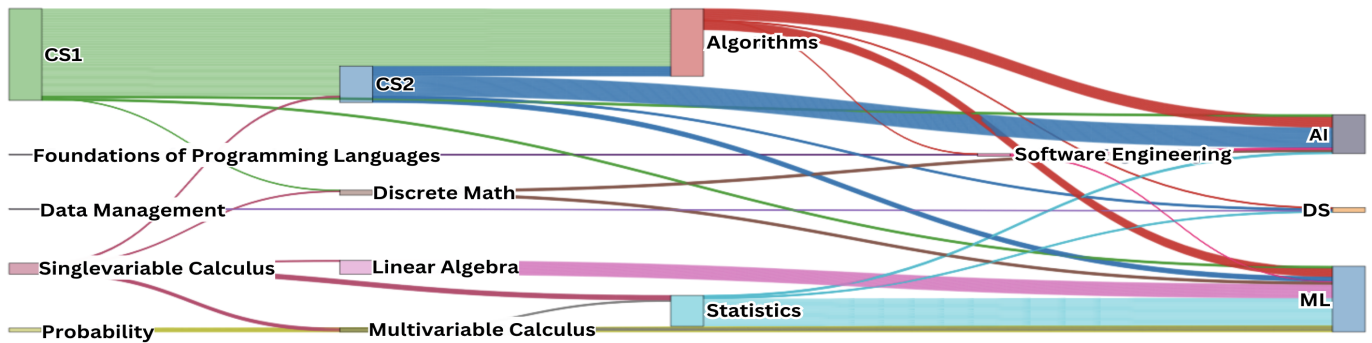 CS1
Algorithms
CS2
AI
Foundations of Programming Languages
Software Engineering
Discrete Math
Data Management
DS
Singlevariable Calculus
Linear Algebra
ML
Statistics
Probability
Multivariable Calculus